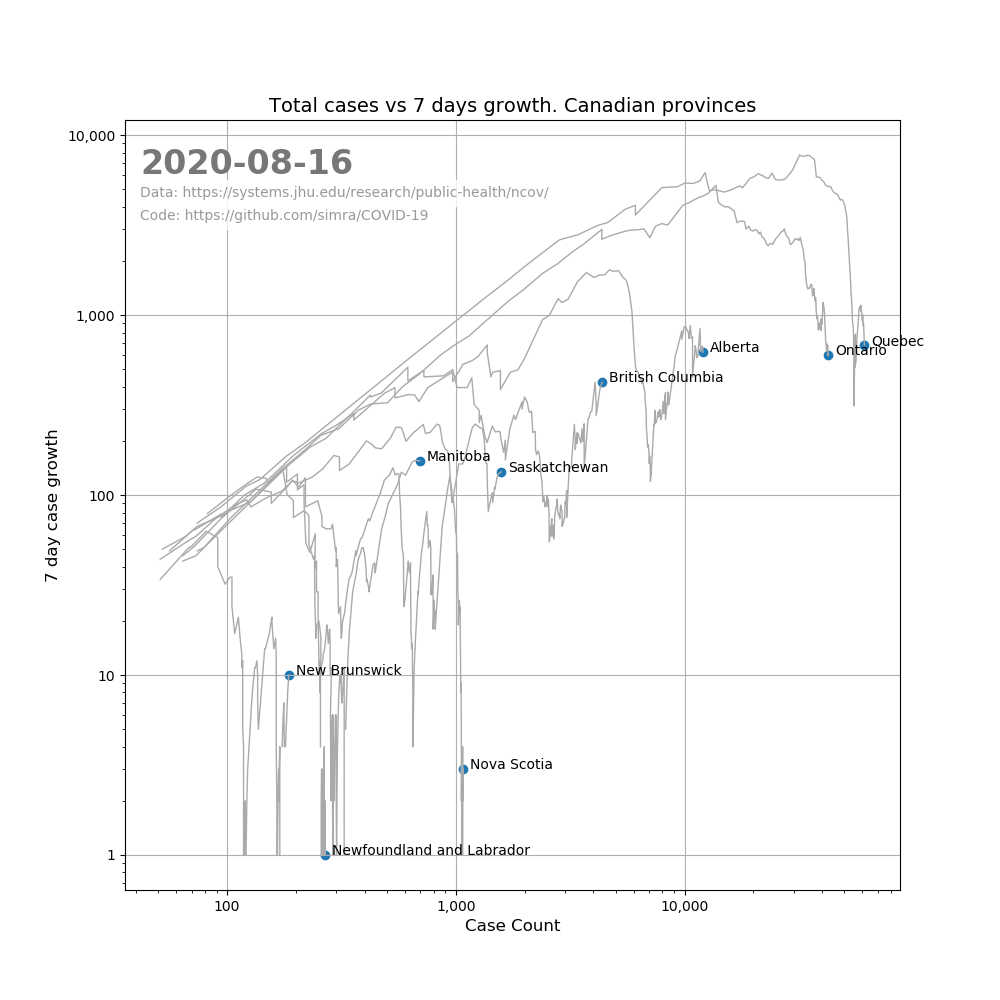 Total cases vs 7 days growth. Canadian provinces
10,000
2020-08-16
Data: https://systems.jhu.edu/research/public-health/ncov/
Code: https://github.com/simra/COVID-19
1,000
Quebec
Alberta
Ontario
British Columbia
Manitoba
Saskatchewan
100
7 day case growth
New Brunswick
10
Nova Scotia
Newfoundland and Labrador
1
100
1,000
10,000
Case Count